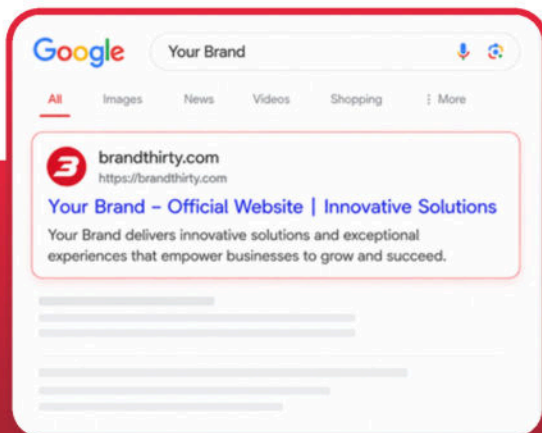 Google
Your Brand
All Images News Videos Shopping ⋮ More
3 brandthirty.com
https://brandthirty.com
Your Brand – Official Website | Innovative Solutions
Your Brand delivers innovative solutions and exceptional
experiences that empower businesses to grow and succeed.